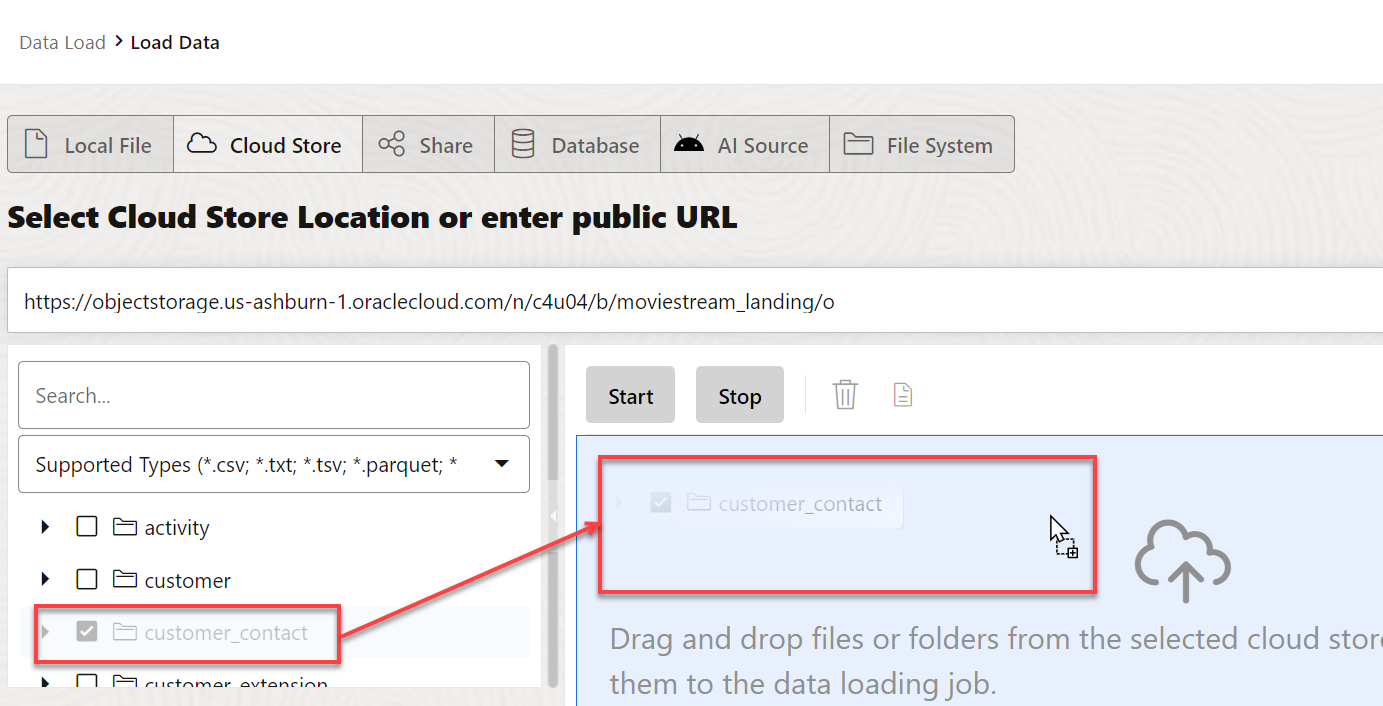 Data Load > Load Data
Local File
Cloud Store
Share
Database
AI Source
File System
Select Cloud Store Location or enter public URL
https://objectstorage.us-ashburn-1.oraclecloud.com/n/c4u04/b/moviestream_landing/o
Search...
Supported Types (*.csv; *.txt; *.tsv; *.parquet; *.
activity
customer
customer_contact
customer_extension
Start
Stop
customer_contact
Drag and drop files or folders from the selected cloud store
them to the data loading job.